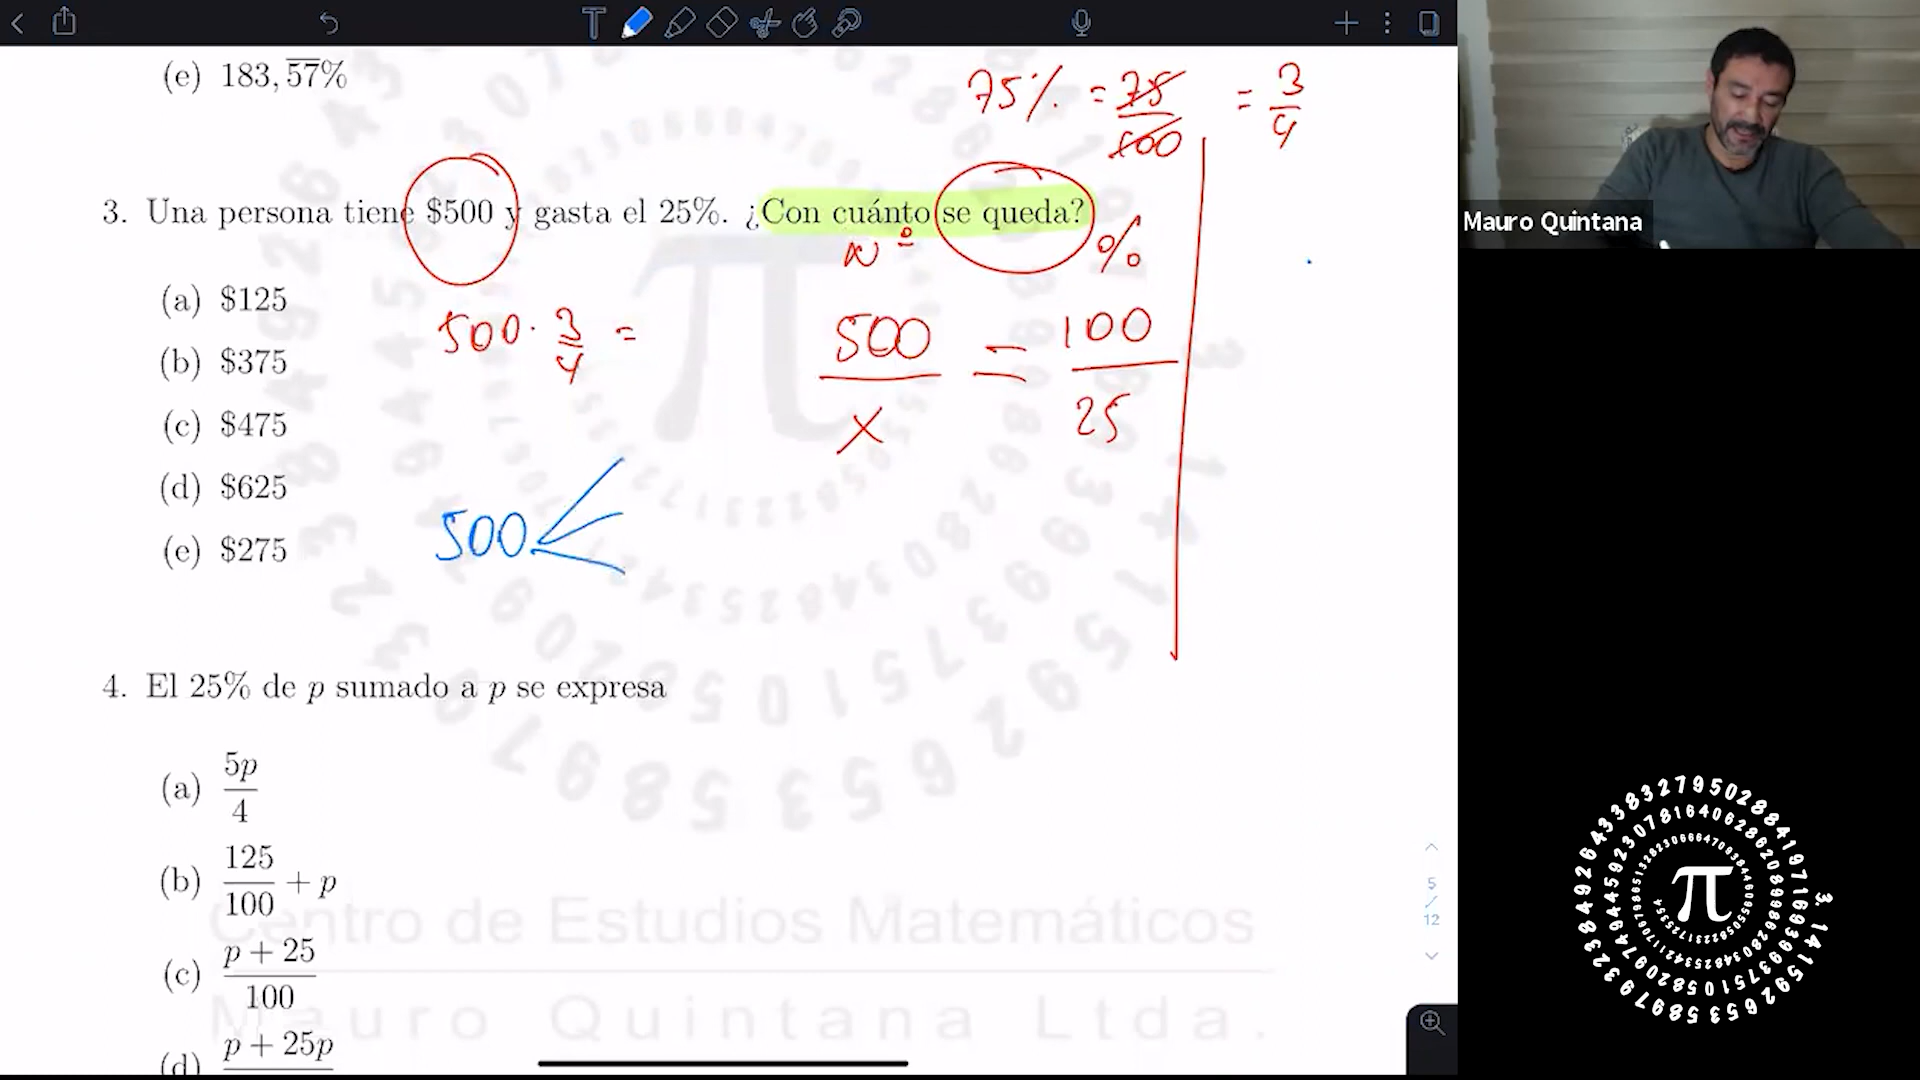 (e) 183,57%
75% = 75/100 = 3/4
3. Una persona tiene $500 y gasta el 25%. ¿Con cuánto se queda?
N° %
(a) $125
500 · 3/4 =
500/x = 100/25
(b) $375
(c) $475
(d) $625
500
(e) $275
4. El 25% de p sumado a p se expresa
(a) 5p/4
(b) 125/100 + p
(c) p + 25/100
(d) p + 25p
Centro de Estudios Matemáticos
Mauro Quintana Ltda.
5 / 12
Mauro Quintana
π